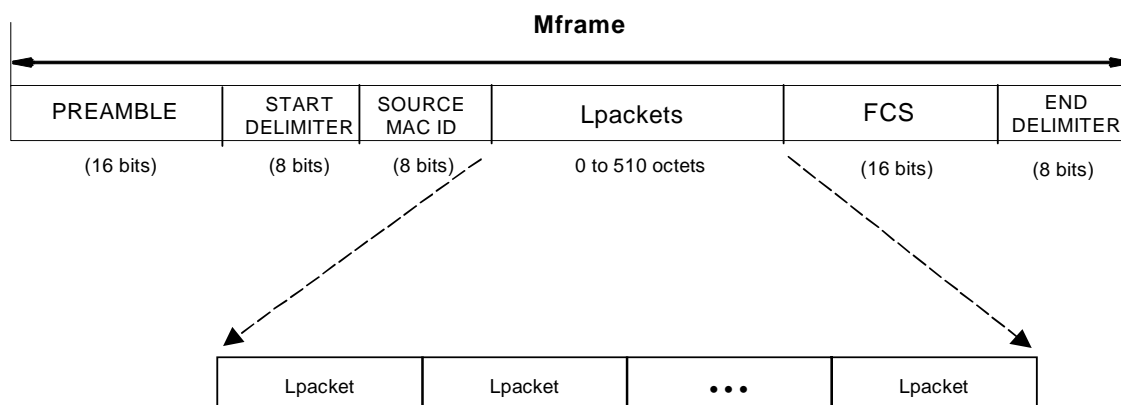 Mframe
PREAMBLE
START
DELIMITER
SOURCE
MAC ID
Lpackets
FCS
END
DELIMITER
(16 bits)
(8 bits)
(8 bits)
0 to 510 octets
(16 bits)
(8 bits)
Lpacket
Lpacket
•••
Lpacket